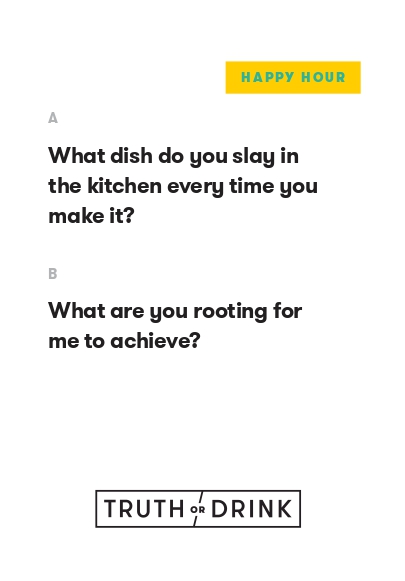 HAPPY HOUR
A
What dish do you slay in
the kitchen every time you
make it?
B
What are you rooting for
me to achieve?
TRUTH OR DRINK